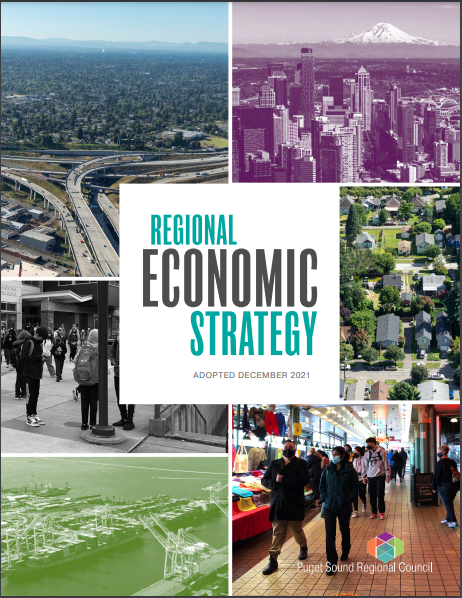 REGIONAL
ECONOMIC
STRATEGY
ADOPTED DECEMBER 2021
Puget Sound Regional Council